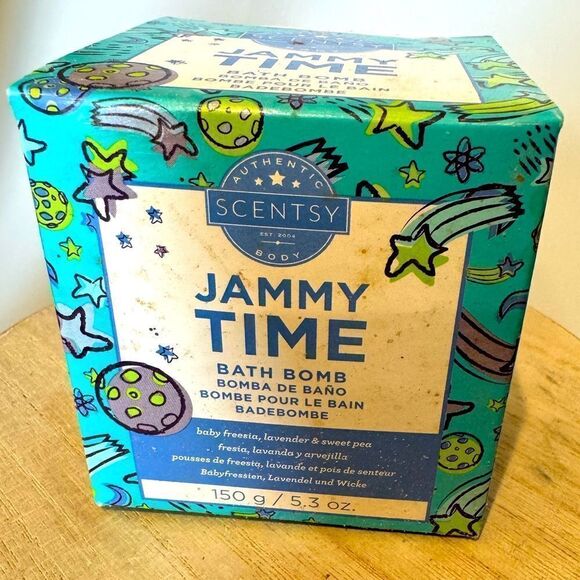 SCENTSY
JAMMY
TIME
BATH BOMB
BOMBA DE BAÑO
BOMBE POUR LE BAIN
BADEBOMBE
AUTHENTIC
SCENTSY
EST. 2004
BODY
JAMMY
TIME
BATH BOMB
BOMBA DE BAÑO
BOMBE POUR LE BAIN
BADEBOMBE
baby freesia, lavender & sweet pea
fresia, lavanda y arvejilla
pousses de freesia, lavande et pois de senteur
Babyfressien, Lavendel und Wicke
150 g / 5.3 oz.